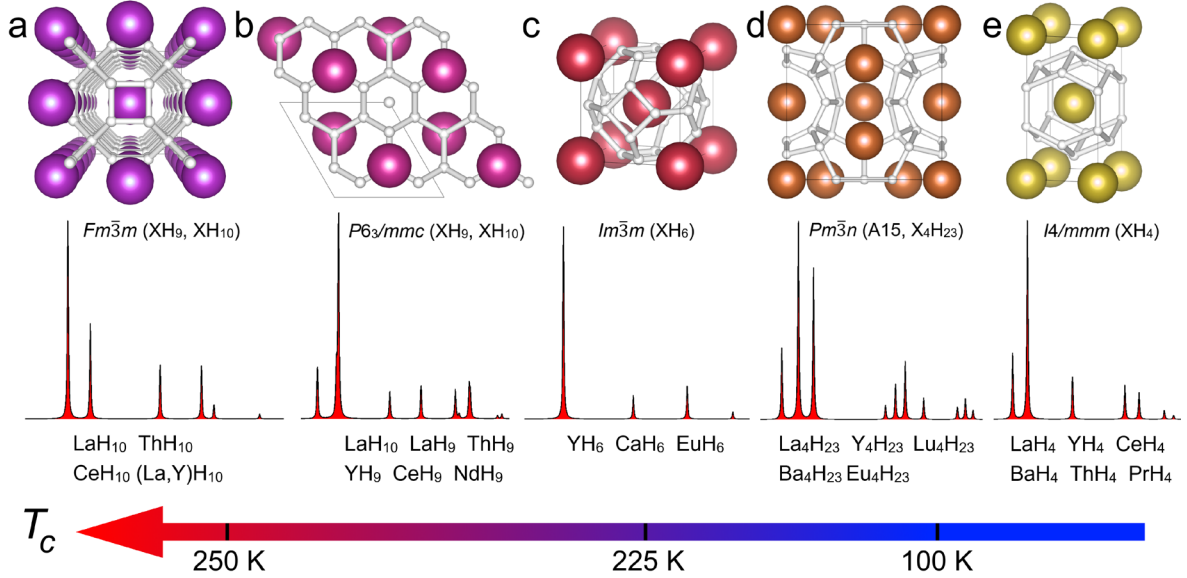 a b c d e
Fm3̅m (XH₉, XH₁₀) P6₃/mmc (XH₉, XH₁₀) Im3̅m (XH₆) Pm3̅n (A15, X₄H₂₃) I4/mmm (XH₄)
LaH₁₀ ThH₁₀ LaH₁₀ LaH₉ ThH₉ YH₆ CaH₆ EuH₆ La₄H₂₃ Y₄H₂₃ Lu₄H₂₃ LaH₄ YH₄ CeH₄
CeH₁₀ (La,Y)H₁₀ YH₉ CeH₉ NdH₉ Ba₄H₂₃ Eu₄H₂₃ BaH₄ ThH₄ PrH₄
T_c
250 K 225 K 100 K